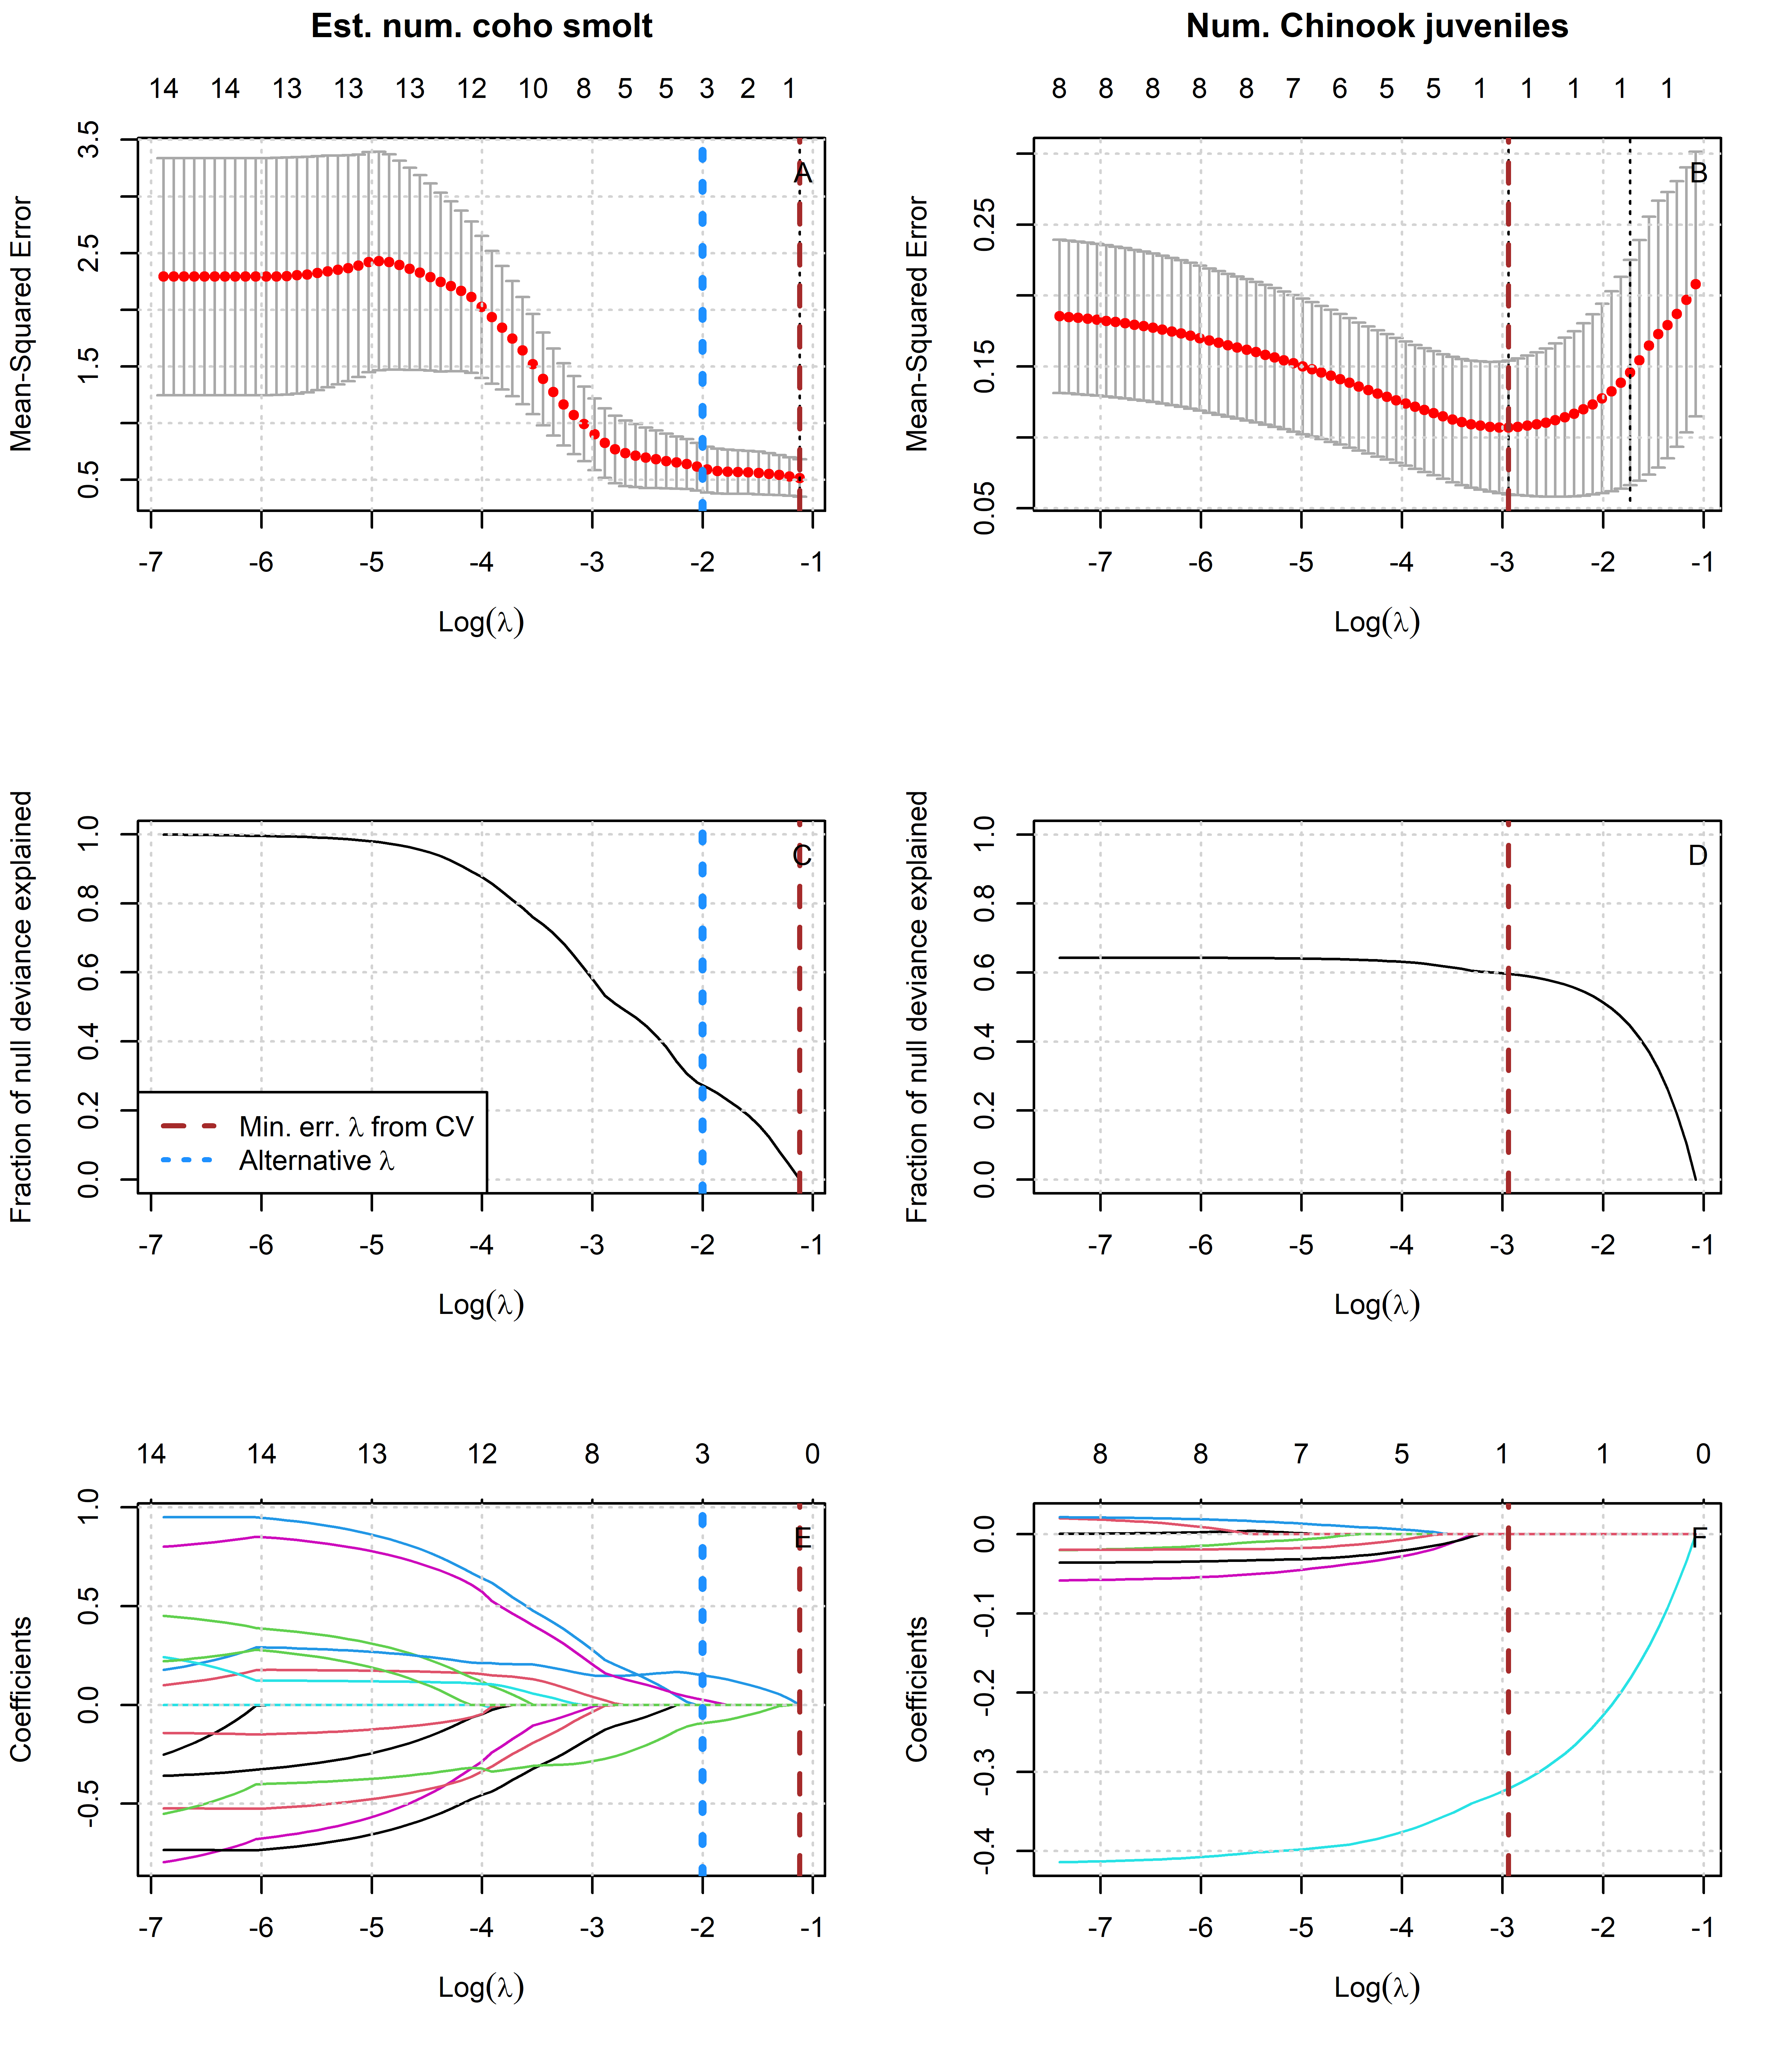 Est. num. coho smolt
Num. Chinook juveniles
14 14 13 13 13 12 10 8 5 5 3 2 1
8 8 8 8 8 7 6 5 5 1 1 1 1 1
Mean-Squared Error
0.5 1.5 2.5 3.5
A
-7 -6 -5 -4 -3 -2 -1
Log(λ)
Mean-Squared Error
0.05 0.15 0.25
B
-7 -6 -5 -4 -3 -2 -1
Log(λ)
Fraction of null deviance explained
0.0 0.2 0.4 0.6 0.8 1.0
C
Min. err. λ from CV
Alternative λ
-7 -6 -5 -4 -3 -2 -1
Log(λ)
Fraction of null deviance explained
0.0 0.2 0.4 0.6 0.8 1.0
D
-7 -6 -5 -4 -3 -2 -1
Log(λ)
14 14 13 12 8 3 0
Coefficients
-0.5 0.0 0.5 1.0
E
-7 -6 -5 -4 -3 -2 -1
Log(λ)
8 8 7 5 1 1 0
Coefficients
-0.4 -0.3 -0.2 -0.1 0.0
F
-7 -6 -5 -4 -3 -2 -1
Log(λ)